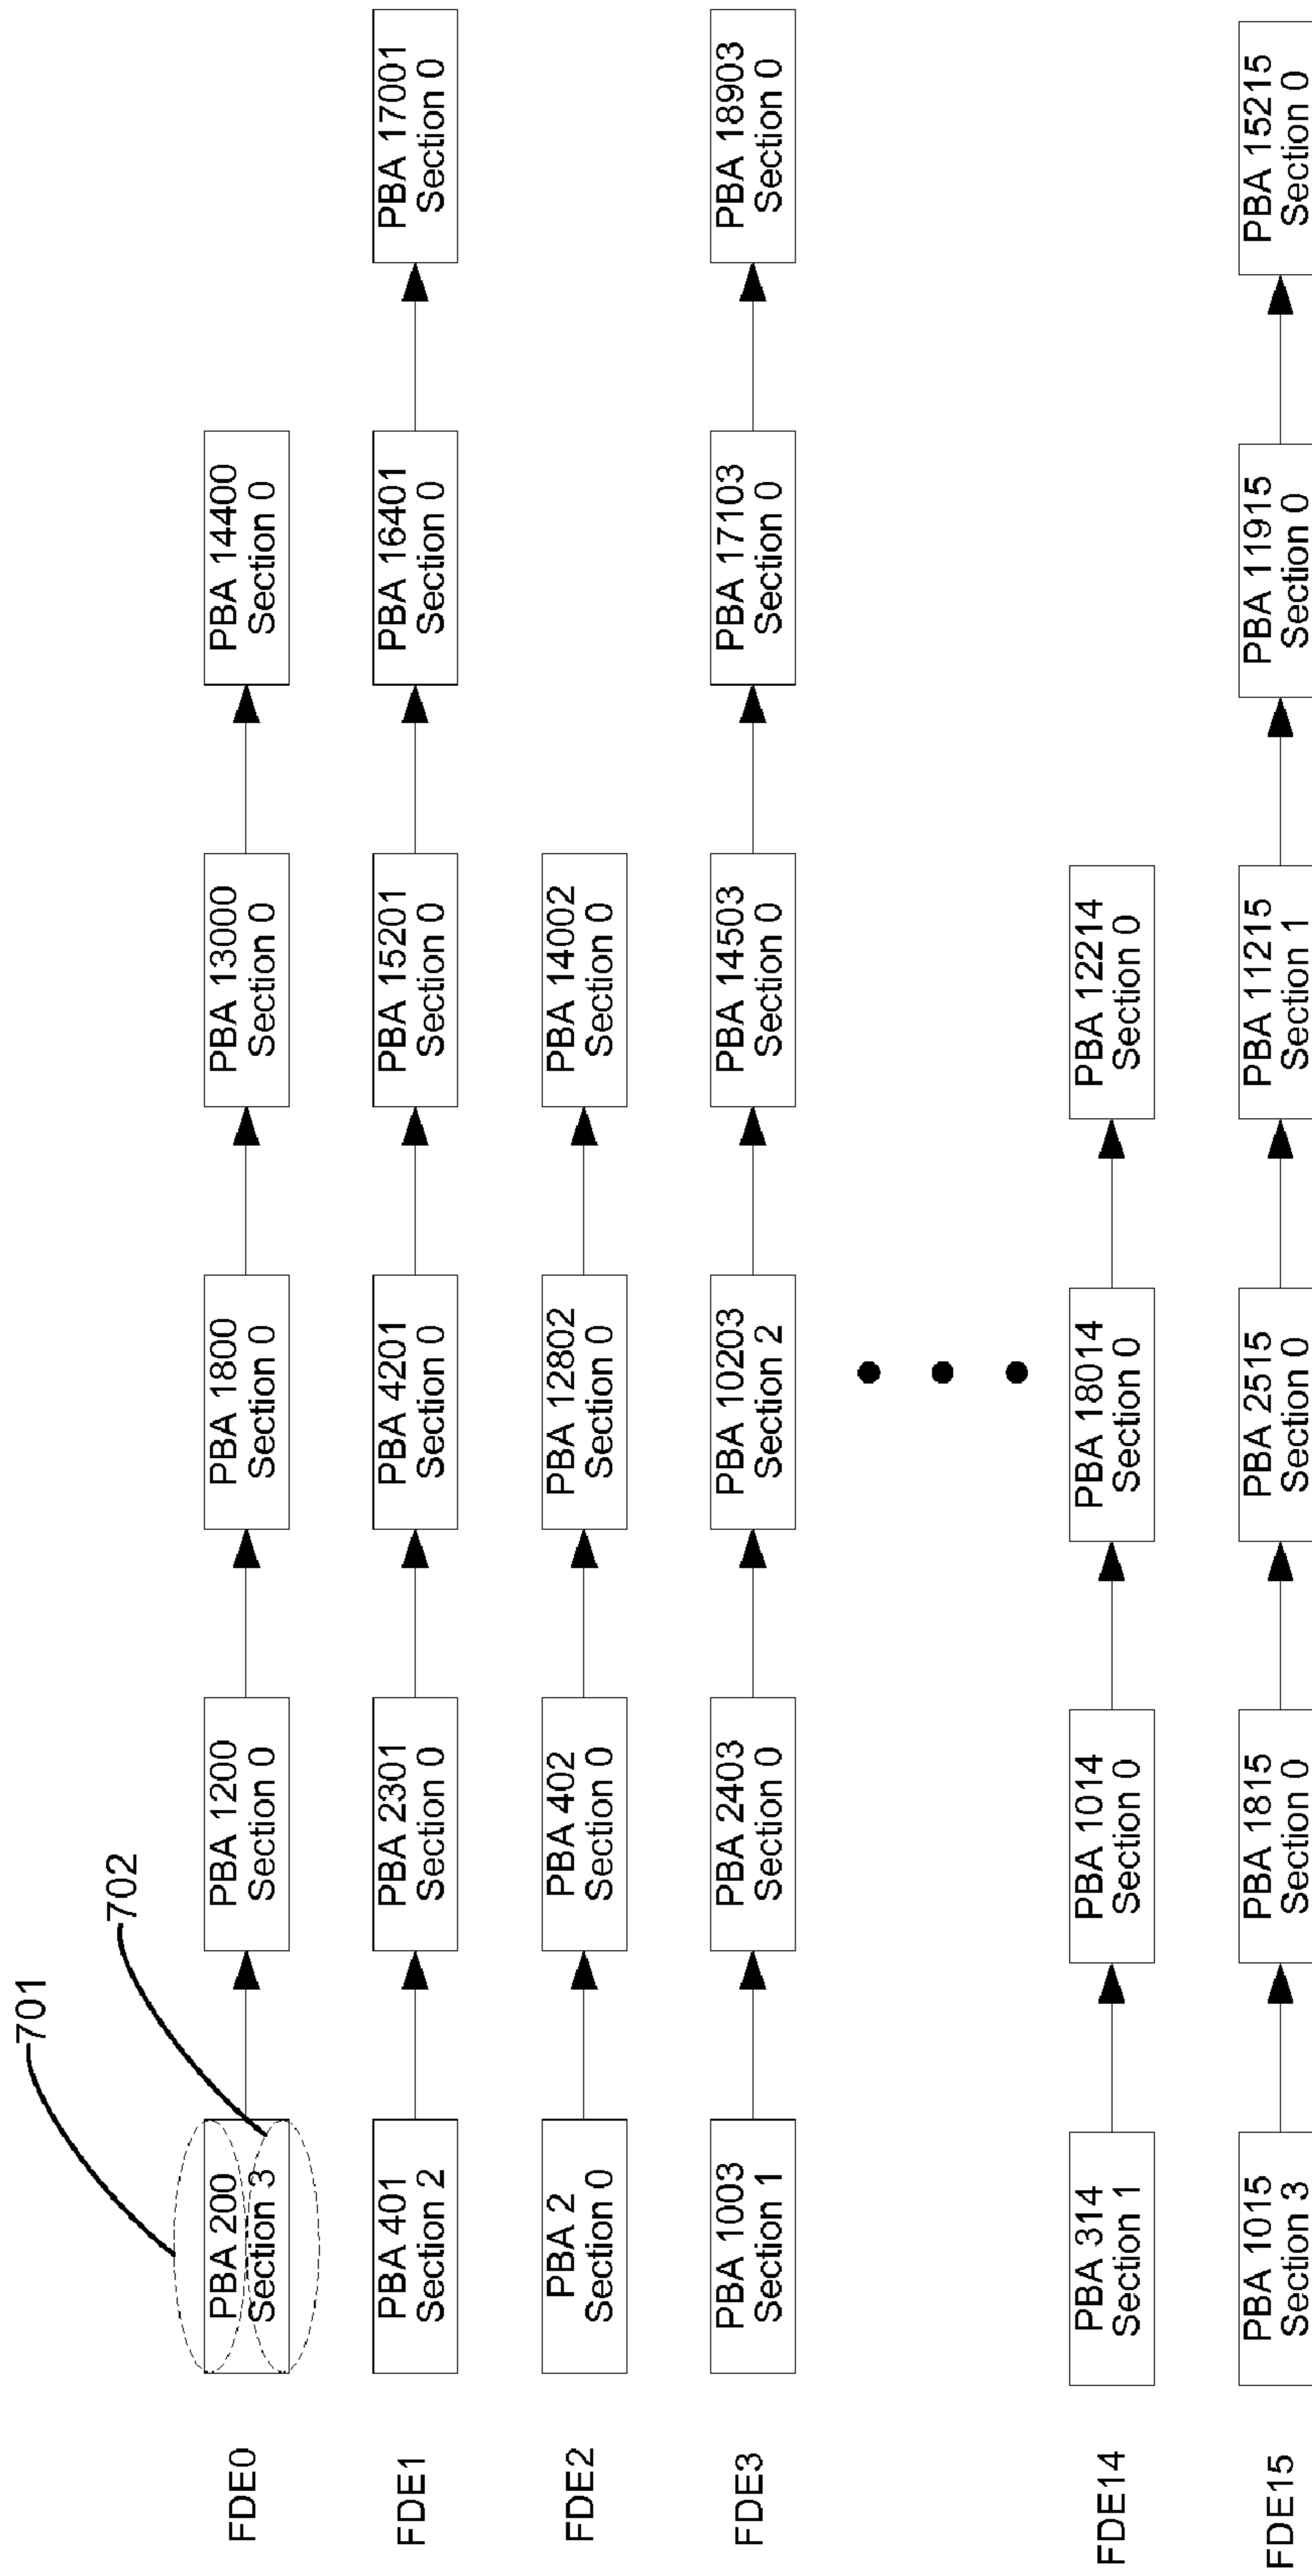 701
702
FDE0
PBA 200
Section 3
PBA 1200
Section 0
PBA 1800
Section 0
PBA 13000
Section 0
PBA 14400
Section 0
FDE1
PBA 401
Section 2
PBA 2301
Section 0
PBA 4201
Section 0
PBA 15201
Section 0
PBA 16401
Section 0
PBA 17001
Section 0
FDE2
PBA 2
Section 0
PBA 402
Section 0
PBA 12802
Section 0
PBA 14002
Section 0
FDE3
PBA 1003
Section 1
PBA 2403
Section 0
PBA 10203
Section 2
PBA 14503
Section 0
PBA 17103
Section 0
PBA 18903
Section 0
FDE14
PBA 314
Section 1
PBA 1014
Section 0
PBA 18014
Section 0
PBA 12214
Section 0
FDE15
PBA 1015
Section 3
PBA 1815
Section 0
PBA 2515
Section 0
PBA 11215
Section 1
PBA 11915
Section 0
PBA 15215
Section 0